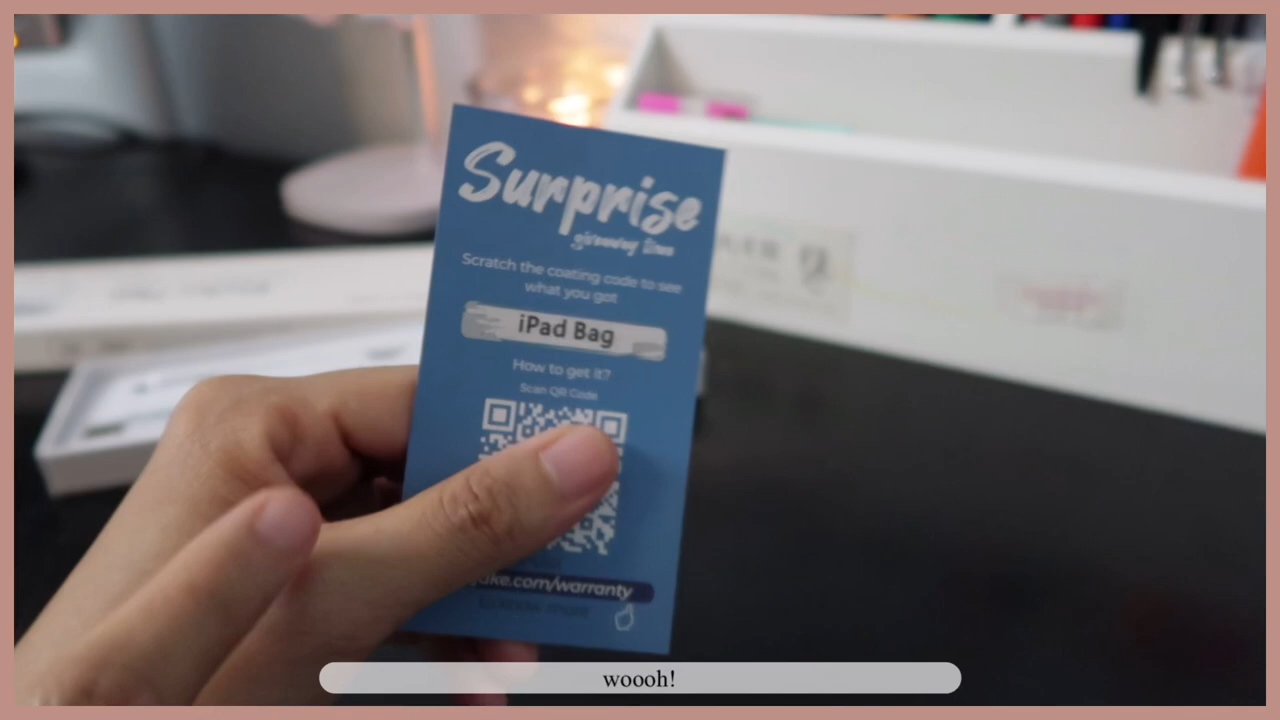 Surprise
giveaway time
Scratch the coating code to see
what you got
iPad Bag
How to get it?
Scan QR Code
ake.com/warranty
woooh!